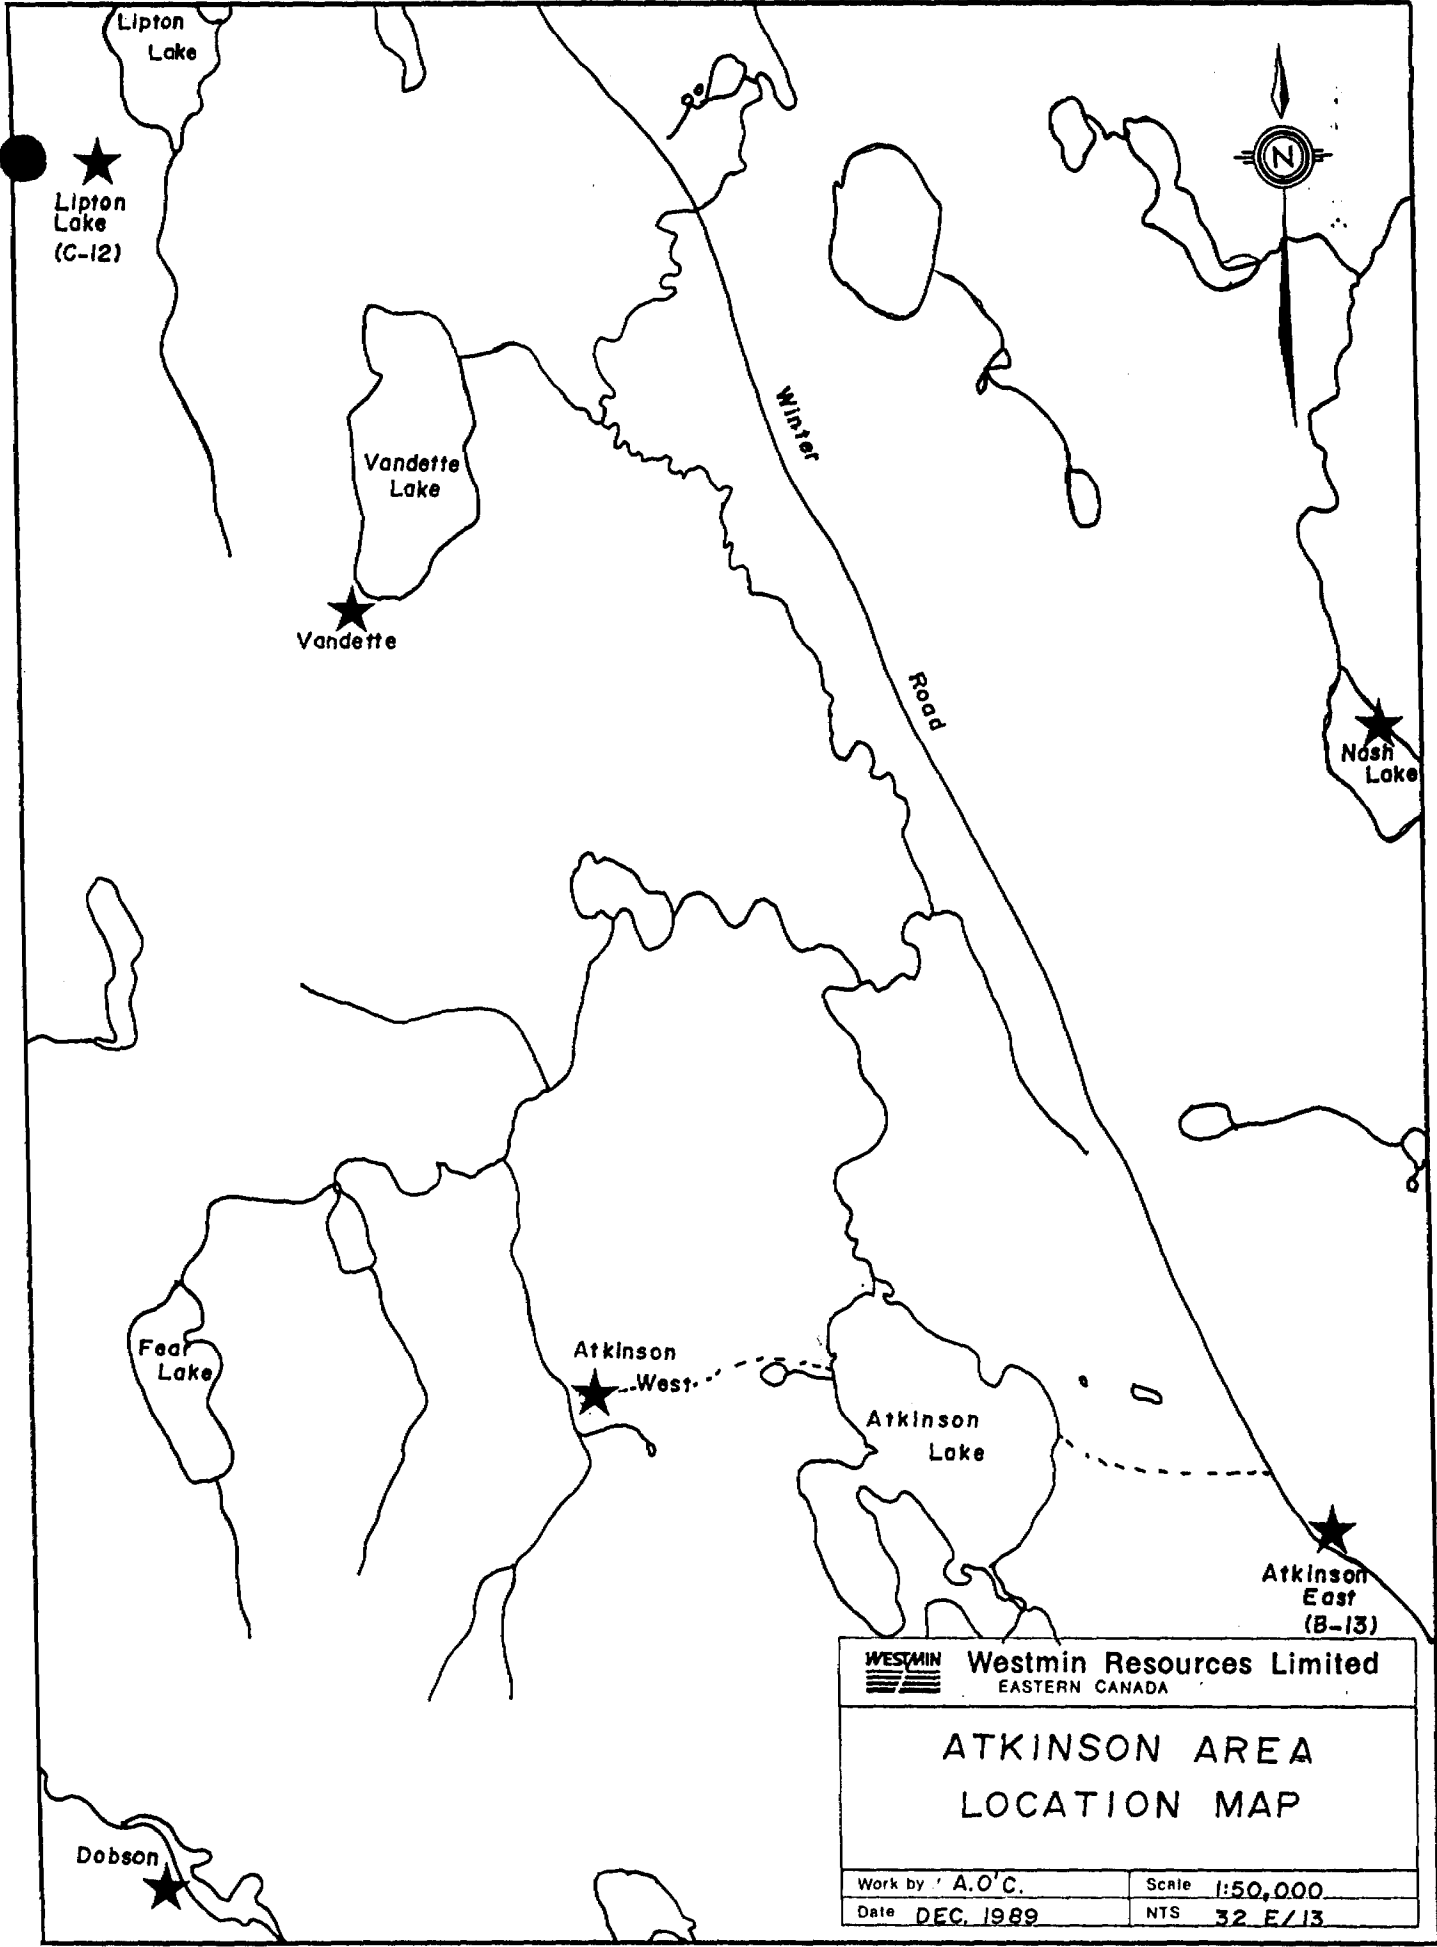 Lipton
Lake
N
Lipton
Lake
(C-12)
Winter
Vandette
Lake
Vandette
Road
Nash
Lake
Fear
Lake
Atkinson
West
Atkinson
Lake
Atkinson
East
(B-13)
WESTMIN
Westmin Resources Limited
EASTERN CANADA
ATKINSON AREA
LOCATION MAP
Dobson
Work by A.O'C.
Scale 1:50,000
Date DEC. 1989
NTS 32 E/13